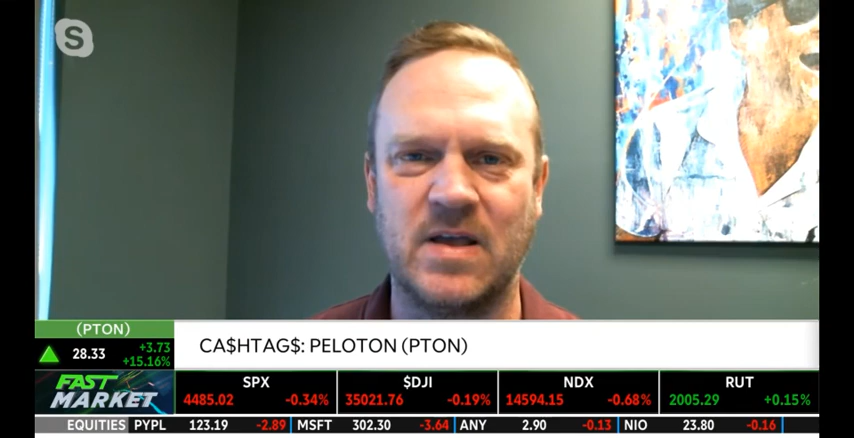 S
(PTON)
28.33
+3.73
+15.16%
CA$HTAG$: PELOTON (PTON)
FAST
MARKET
SPX
4485.02 -0.34%
$DJI
35021.76 -0.19%
NDX
14594.15 -0.68%
RUT
2005.29 +0.15%
EQUITIES PYPL 123.19 -2.89 MSFT 302.30 -3.64 ANY 2.90 -0.13 NIO 23.80 -0.16